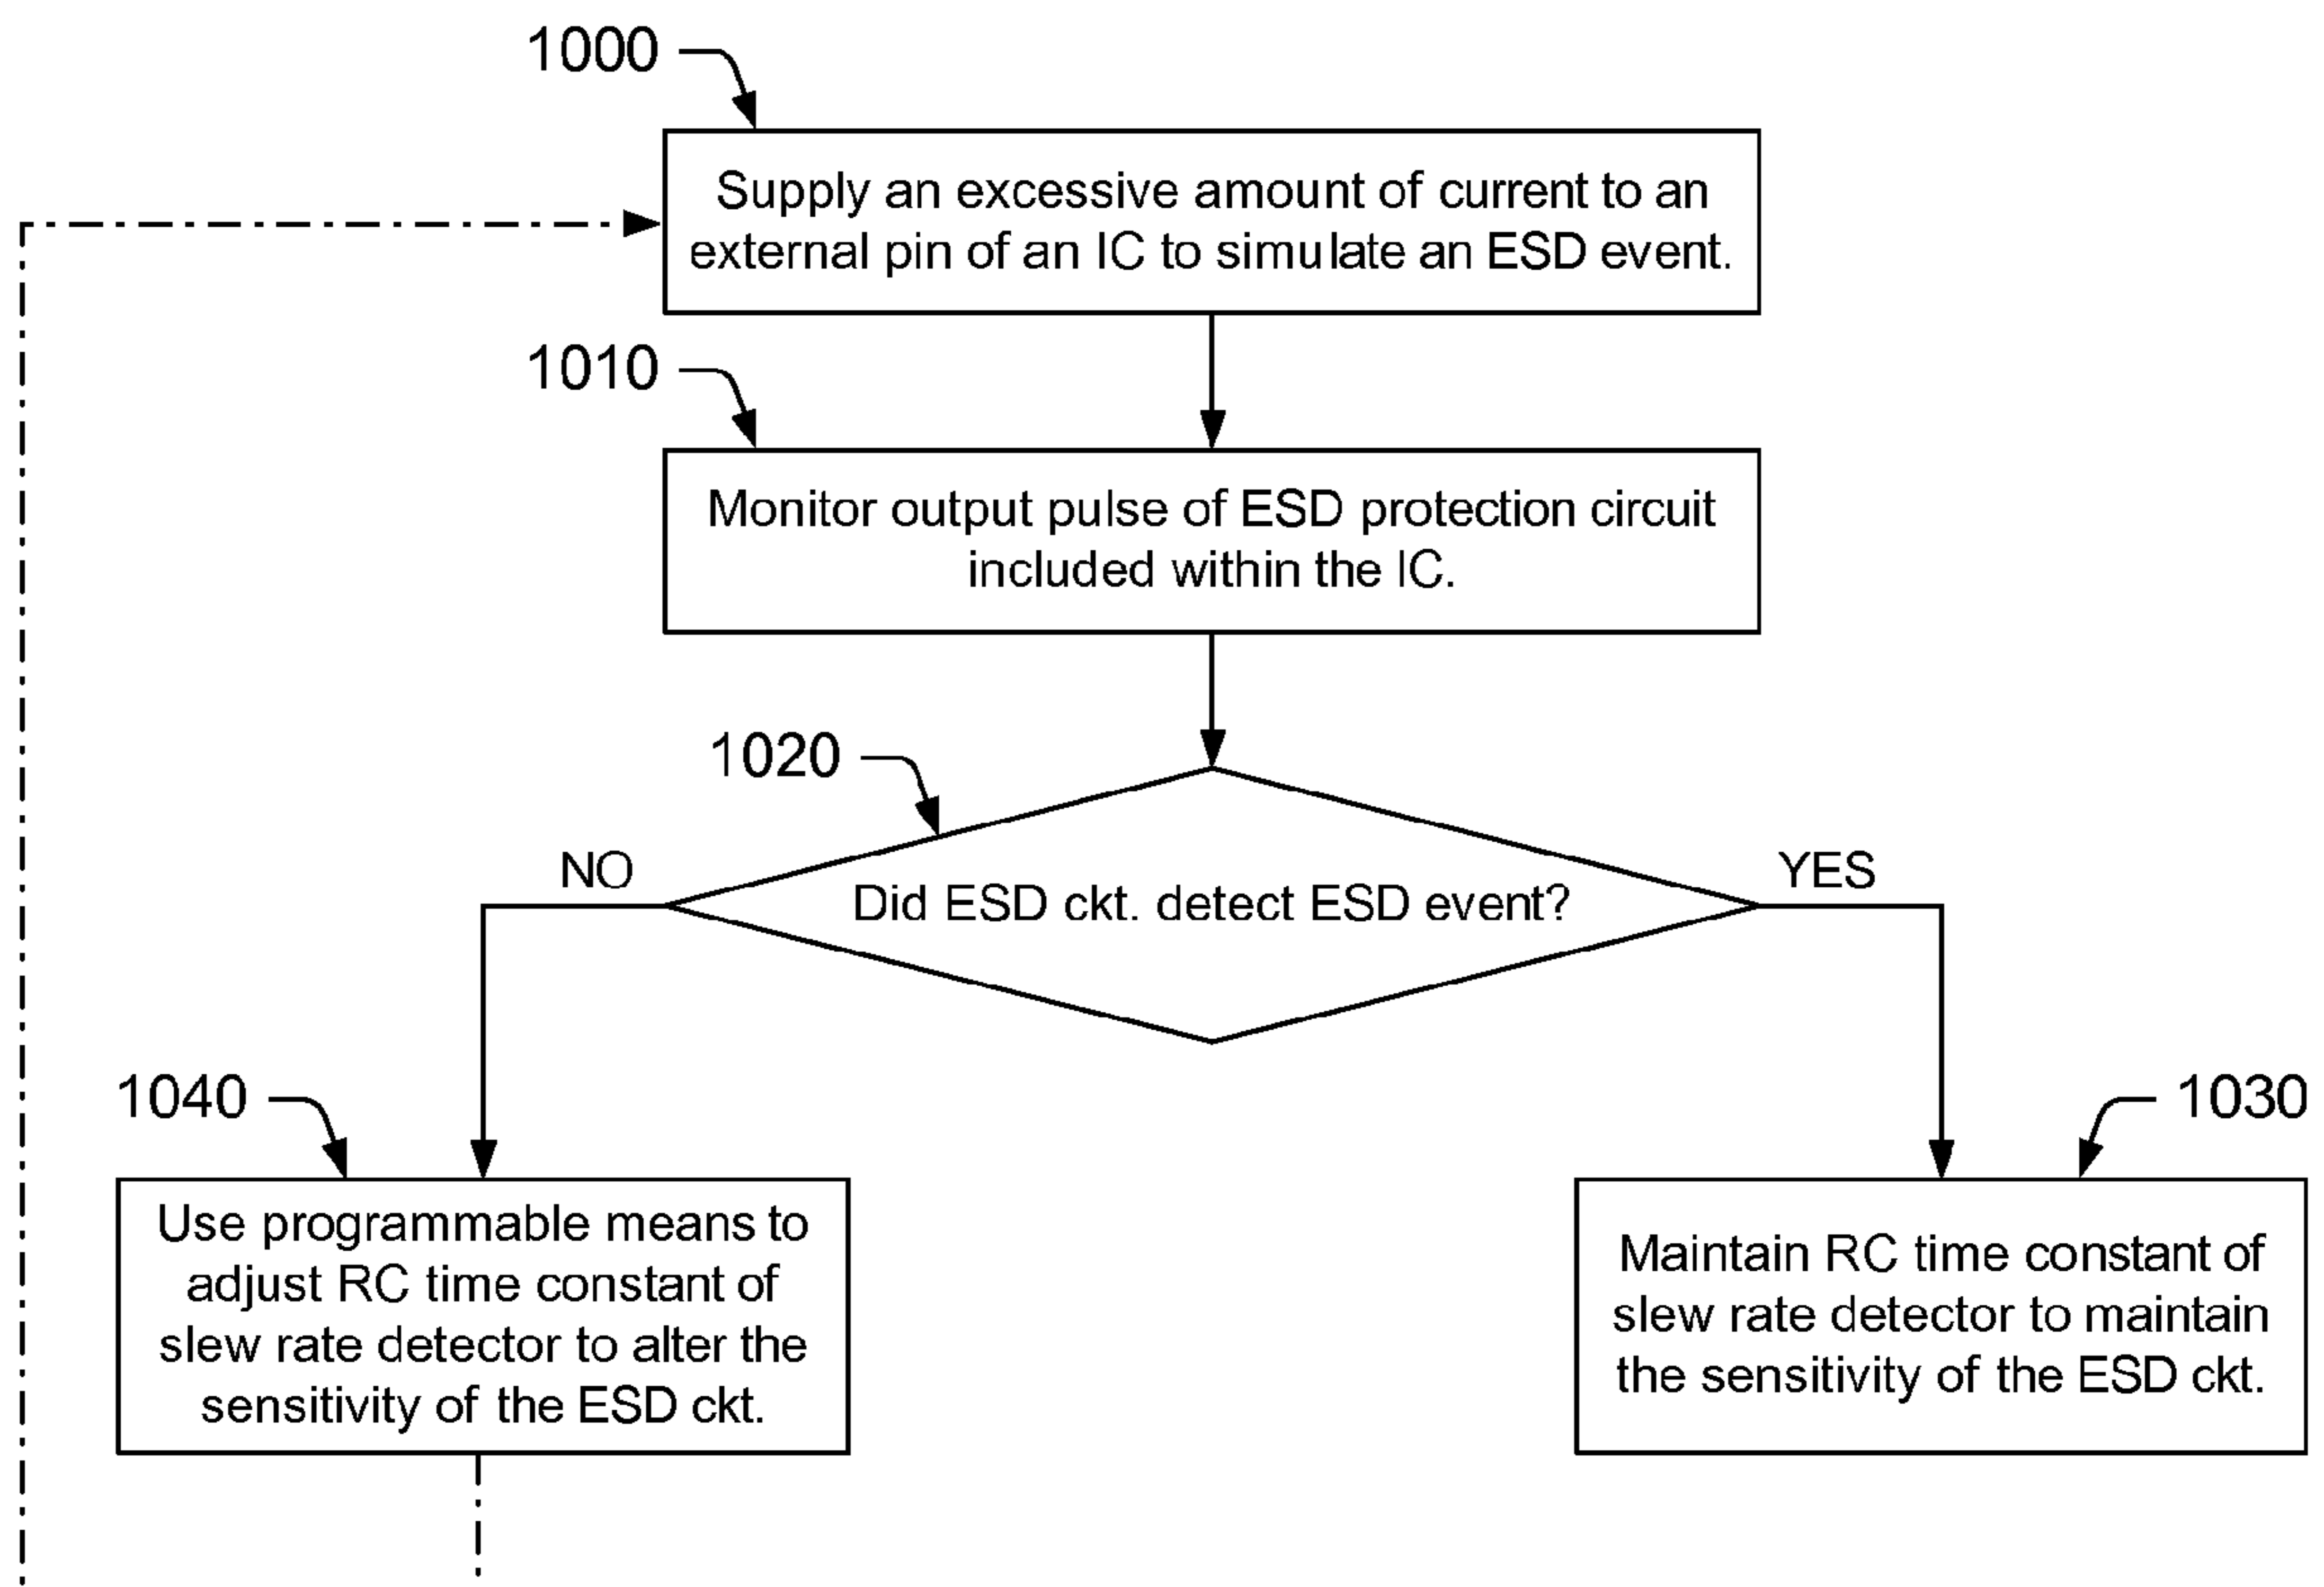 1000
Supply an excessive amount of current to an
external pin of an IC to simulate an ESD event.
1010
Monitor output pulse of ESD protection circuit
included within the IC.
1020
NO
Did ESD ckt. detect ESD event?
YES
1040
Use programmable means to
adjust RC time constant of
slew rate detector to alter the
sensitivity of the ESD ckt.
1030
Maintain RC time constant of
slew rate detector to maintain
the sensitivity of the ESD ckt.